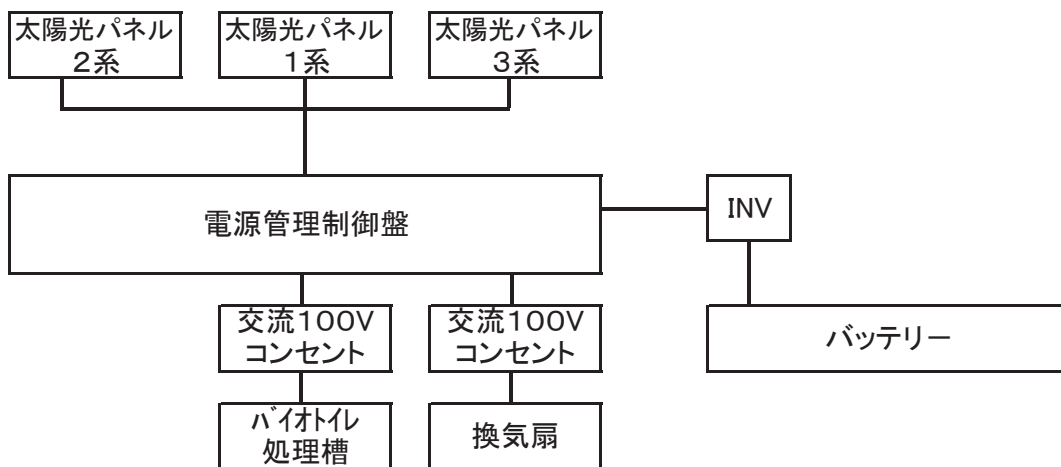 太陽光パネル
2系
太陽光パネル
1系
太陽光パネル
3系
電源管理制御盤
INV
交流100V
コンセント
交流100V
コンセント
バッテリー
ﾊﾞイオﾄイﾚ
処理槽
換気扇